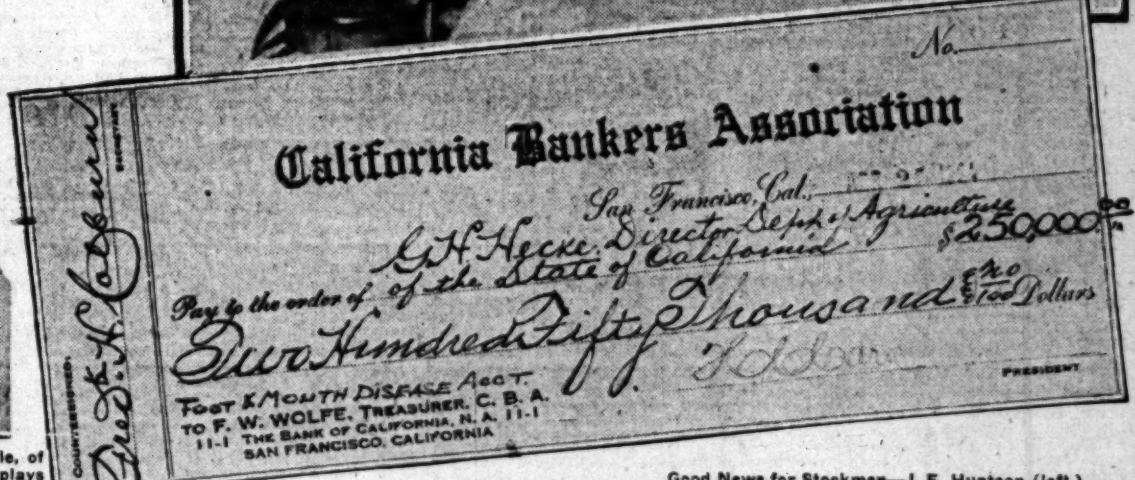 No.
California Bankers Association
San Francisco, Cal.,
G H Hecke. Director Dept of Agriculture
Pay to the order of of the State of California $250,000.00
Two Hundred Fifty Thousand & no/100 Dollars
PRESIDENT
FOOT & MOUTH DISEASE ACCT.
TO F. W. WOLFE, TREASURER, C. B. A.
11-1 THE BANK OF CALIFORNIA, N. A. 11-1
SAN FRANCISCO, CALIFORNIA
COUNTERSIGNED:
Fred. H. Colburn
SECRETARY
le, of
plays
Good News for Stockmen—J. E. Huntoon (left)